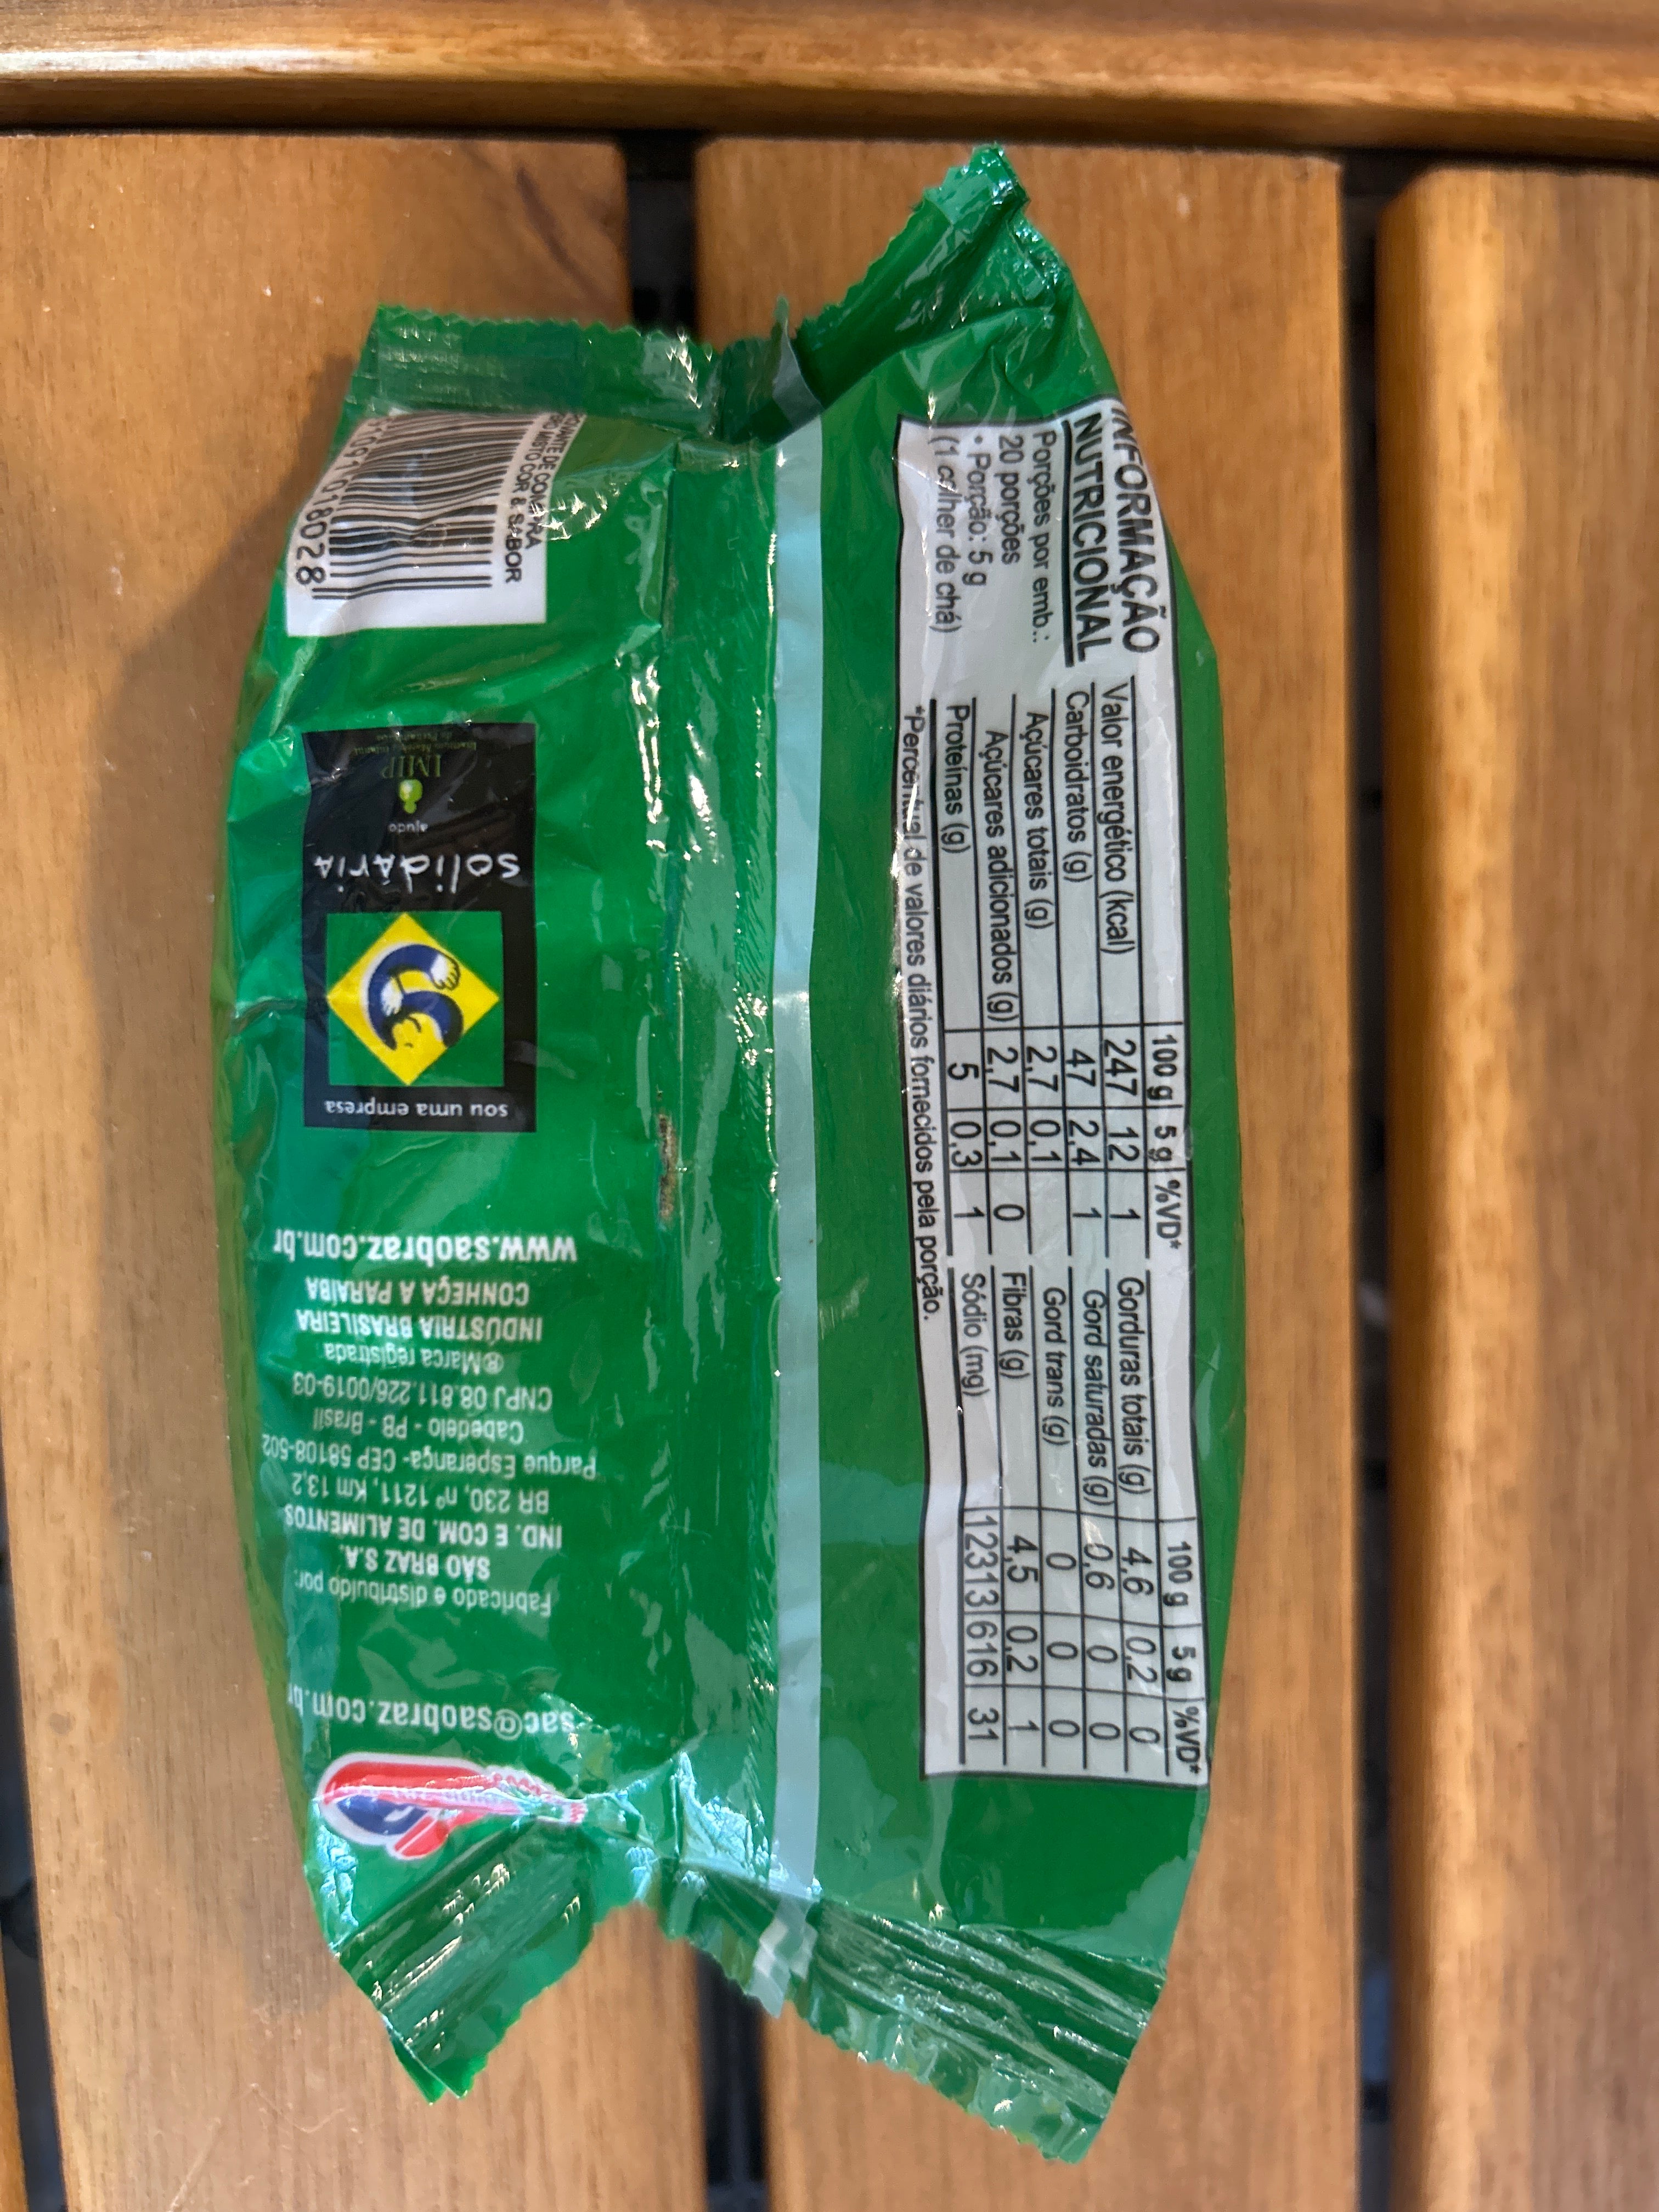 INFORMAÇÃO
NUTRICIONAL
Porções por emb.:
20 porções
• Porção: 5 g
(1 colher de chá)
100 g 5 g %VD*
Valor energético (kcal) 247 12 1
Carboidratos (g) 47 2,4 1
Açúcares totais (g) 2,7 0,1
Açúcares adicionados (g) 2,7 0,1 0
Proteínas (g) 5 0,3 1
100 g 5 g %VD*
Gorduras totais (g) 4,6 0,2 0
Gord saturadas (g) 0,6 0 0
Gord trans (g) 0 0 0
Fibras (g) 4,5 0,2 1
Sódio (mg) 12313 616 31
*Percentual de valores diários fornecidos pela porção.
sac@saobraz.com.br
Fabricado e distribuído por:
SÃO BRAZ S.A.
IND. E COM. DE ALIMENTOS
BR 230, nº 1211, Km 13,2
Parque Esperança- CEP 58108-502
Cabedelo - PB - Brasil
CNPJ 08.811.226/0019-03
®Marca registrada
INDÚSTRIA BRASILEIRA
CONHEÇA A PARAÍBA
www.saobraz.com.br
sou uma empresa
solidária
ajudo
IMIP
DE COMPRA
MISTO COR & SABOR
091018028